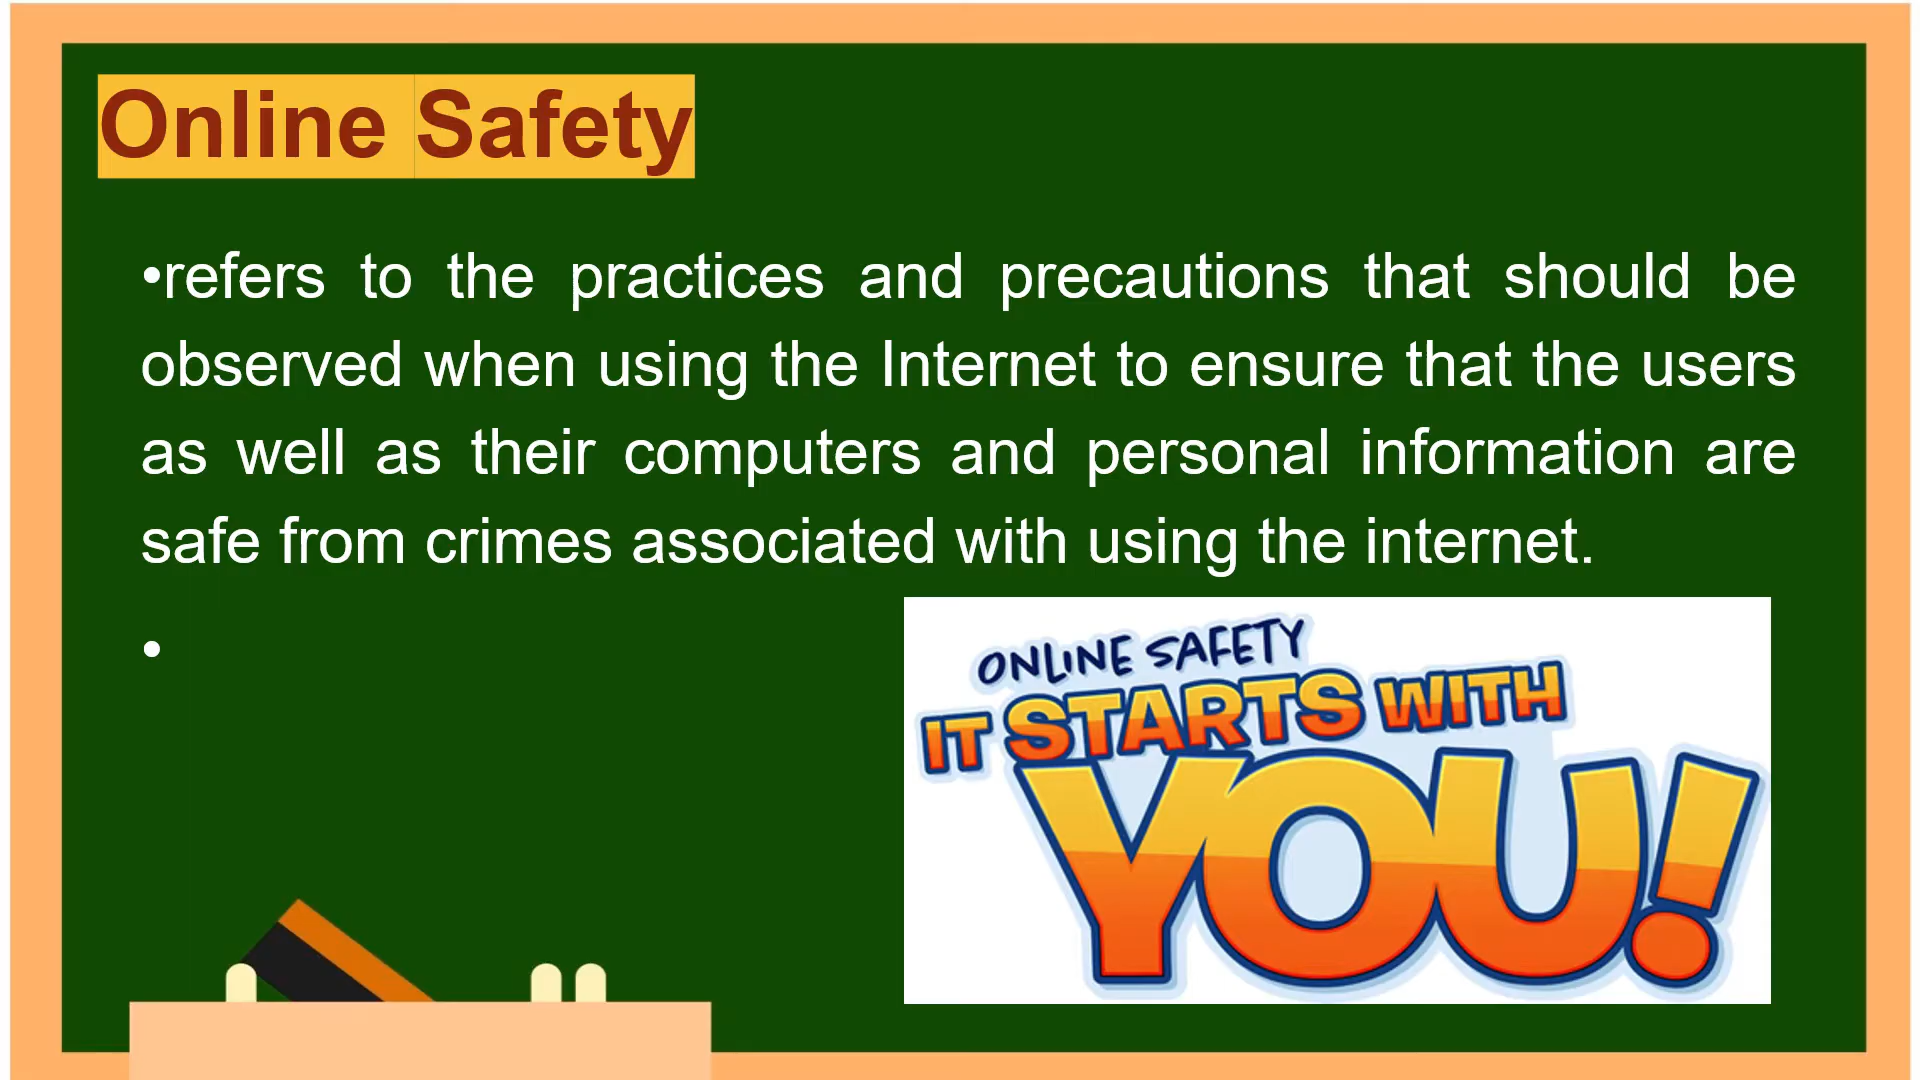 Online Safety
•refers to the practices and precautions that should be
observed when using the Internet to ensure that the users
as well as their computers and personal information are
safe from crimes associated with using the internet.
•
ONLINE SAFETY
IT STARTS WITH
YOU!